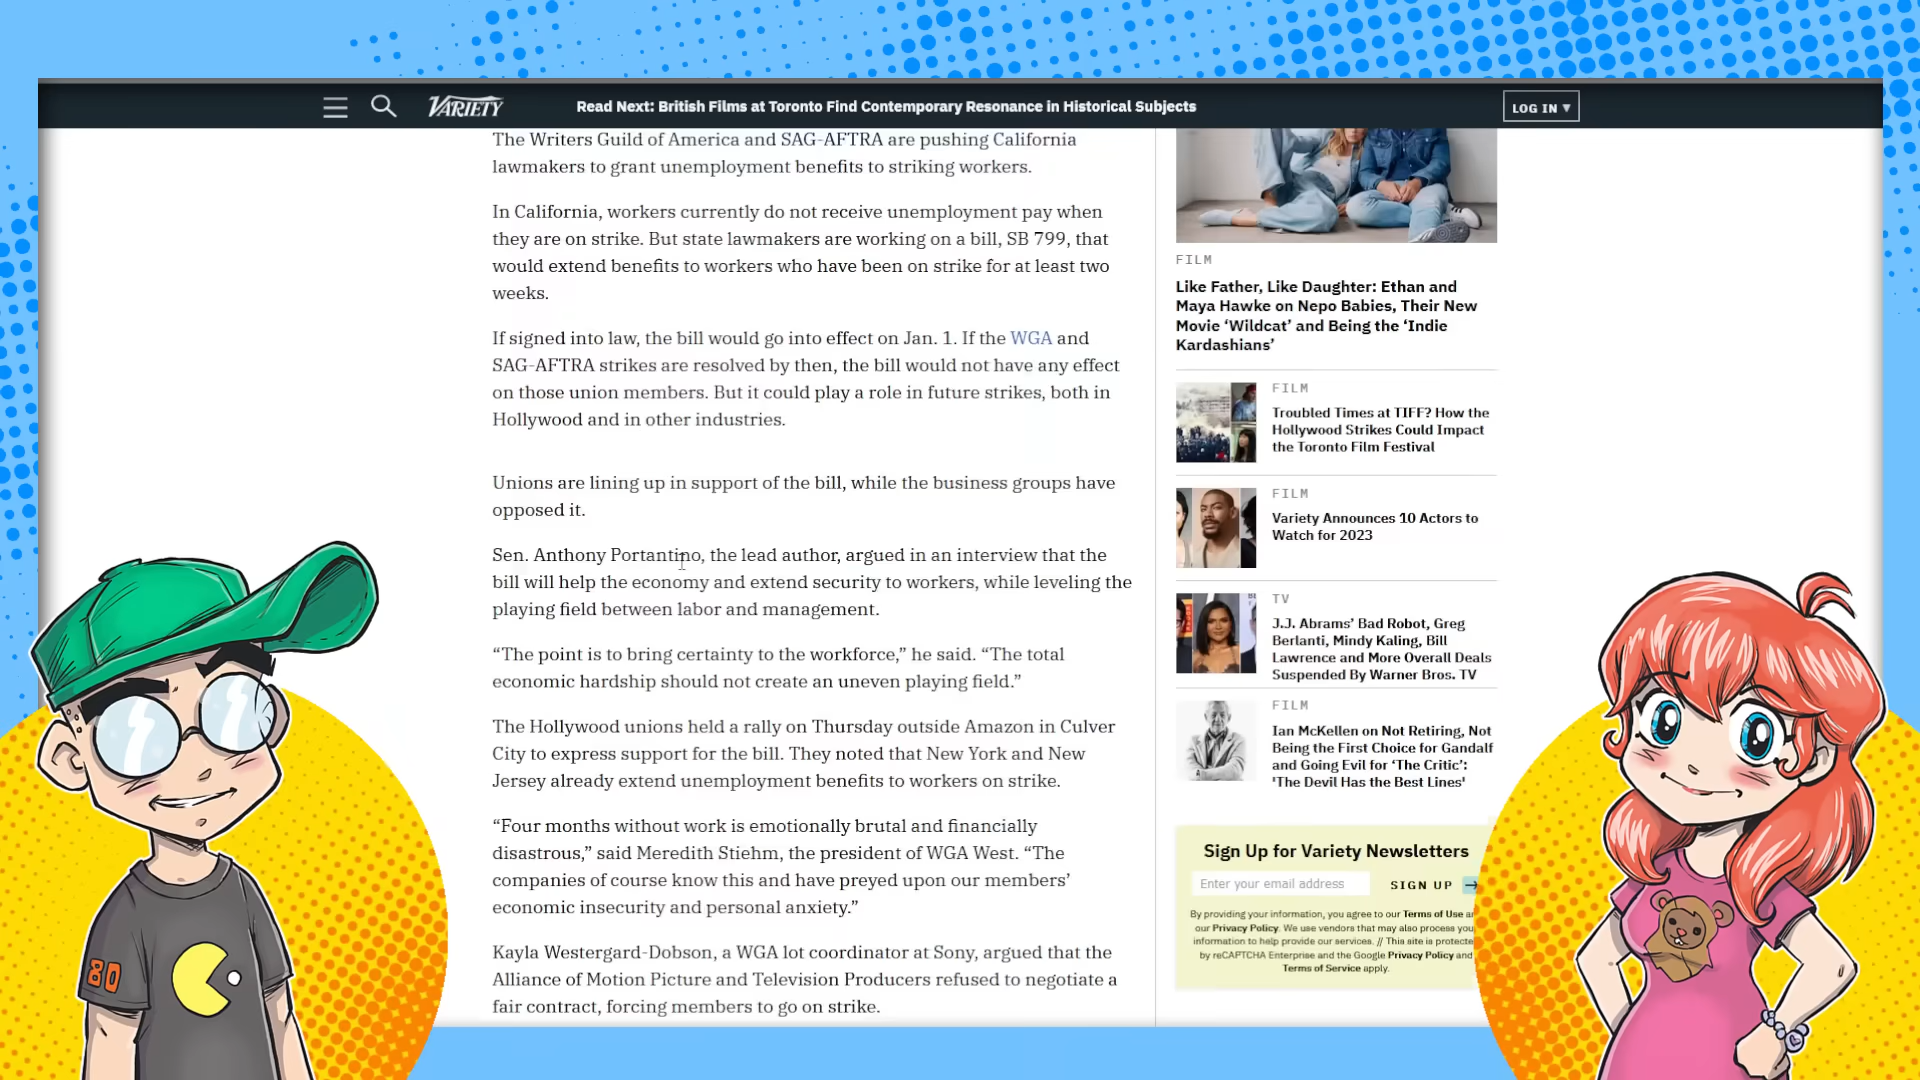 VARIETY
Read Next: British Films at Toronto Find Contemporary Resonance in Historical Subjects
LOG IN ▾
The Writers Guild of America and SAG-AFTRA are pushing California
lawmakers to grant unemployment benefits to striking workers.
In California, workers currently do not receive unemployment pay when
they are on strike. But state lawmakers are working on a bill, SB 799, that
would extend benefits to workers who have been on strike for at least two
weeks.
If signed into law, the bill would go into effect on Jan. 1. If the WGA and
SAG-AFTRA strikes are resolved by then, the bill would not have any effect
on those union members. But it could play a role in future strikes, both in
Hollywood and in other industries.
Unions are lining up in support of the bill, while the business groups have
opposed it.
Sen. Anthony Portantino, the lead author, argued in an interview that the
bill will help the economy and extend security to workers, while leveling the
playing field between labor and management.
“The point is to bring certainty to the workforce,” he said. “The total
economic hardship should not create an uneven playing field.”
The Hollywood unions held a rally on Thursday outside Amazon in Culver
City to express support for the bill. They noted that New York and New
Jersey already extend unemployment benefits to workers on strike.
“Four months without work is emotionally brutal and financially
disastrous,” said Meredith Stiehm, the president of WGA West. “The
companies of course know this and have preyed upon our members’
economic insecurity and personal anxiety.”
Kayla Westergard-Dobson, a WGA lot coordinator at Sony, argued that the
Alliance of Motion Picture and Television Producers refused to negotiate a
fair contract, forcing members to go on strike.
FILM
Like Father, Like Daughter: Ethan and
Maya Hawke on Nepo Babies, Their New
Movie ‘Wildcat’ and Being the ‘Indie
Kardashians’
FILM
Troubled Times at TIFF? How the
Hollywood Strikes Could Impact
the Toronto Film Festival
FILM
Variety Announces 10 Actors to
Watch for 2023
TV
J.J. Abrams’ Bad Robot, Greg
Berlanti, Mindy Kaling, Bill
Lawrence and More Overall Deals
Suspended By Warner Bros. TV
FILM
Ian McKellen on Not Retiring, Not
Being the First Choice for Gandalf
and Going Evil for ‘The Critic’:
'The Devil Has the Best Lines'
Sign Up for Variety Newsletters
Enter your email address
SIGN UP →
By providing your information, you agree to our Terms of Use
our Privacy Policy. We use vendors that may also process you
information to help provide our services. // This site is protecte
by reCAPTCHA Enterprise and the Google Privacy Policy and
Terms of Service apply.
80